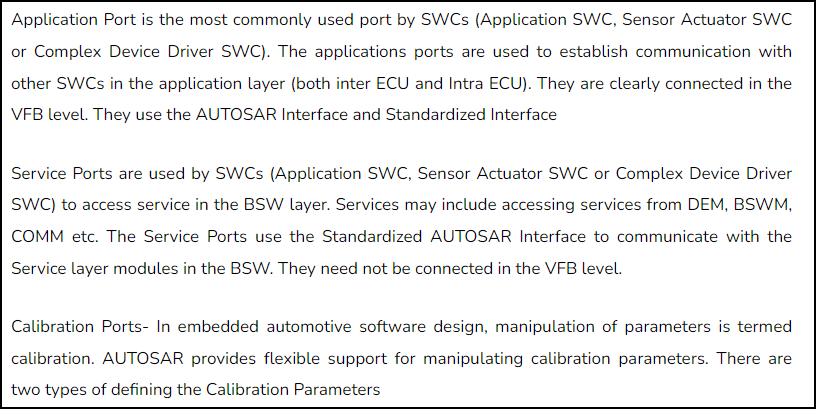 Application Port is the most commonly used port by SWCs (Application SWC, Sensor Actuator SWC
or Complex Device Driver SWC). The applications ports are used to establish communication with
other SWCs in the application layer (both inter ECU and Intra ECU). They are clearly connected in the
VFB level. They use the AUTOSAR Interface and Standardized Interface
Service Ports are used by SWCs (Application SWC, Sensor Actuator SWC or Complex Device Driver
SWC) to access service in the BSW layer. Services may include accessing services from DEM, BSWM,
COMM etc. The Service Ports use the Standardized AUTOSAR Interface to communicate with the
Service layer modules in the BSW. They need not be connected in the VFB level.
Calibration Ports- In embedded automotive software design, manipulation of parameters is termed
calibration. AUTOSAR provides flexible support for manipulating calibration parameters. There are
two types of defining the Calibration Parameters